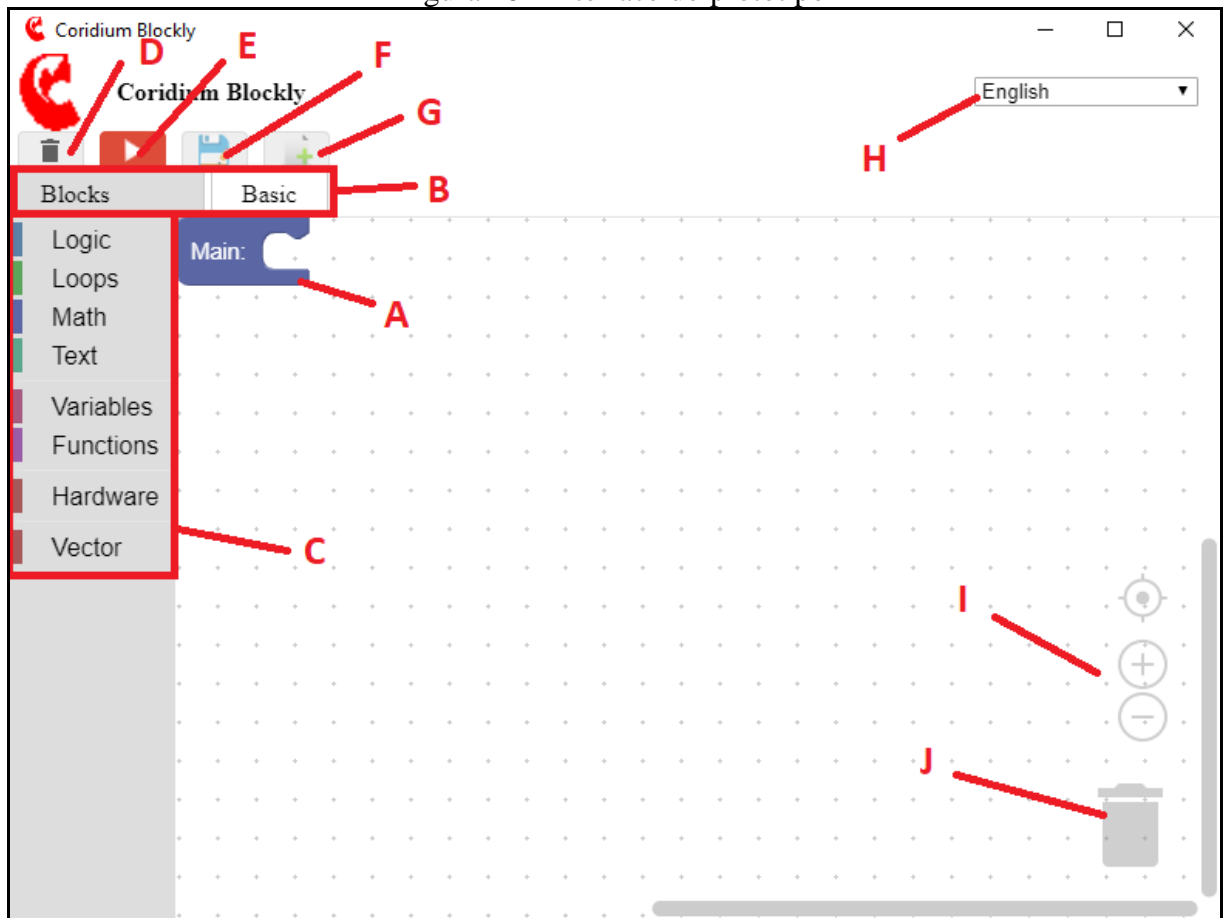 Coridium Blockly
D
E
F
Coridium Blockly
English
G
H
Blocks
Basic
B
Logic
Loops
Math
Text
Variables
Functions
Hardware
Vector
Main:
A
C
I
J